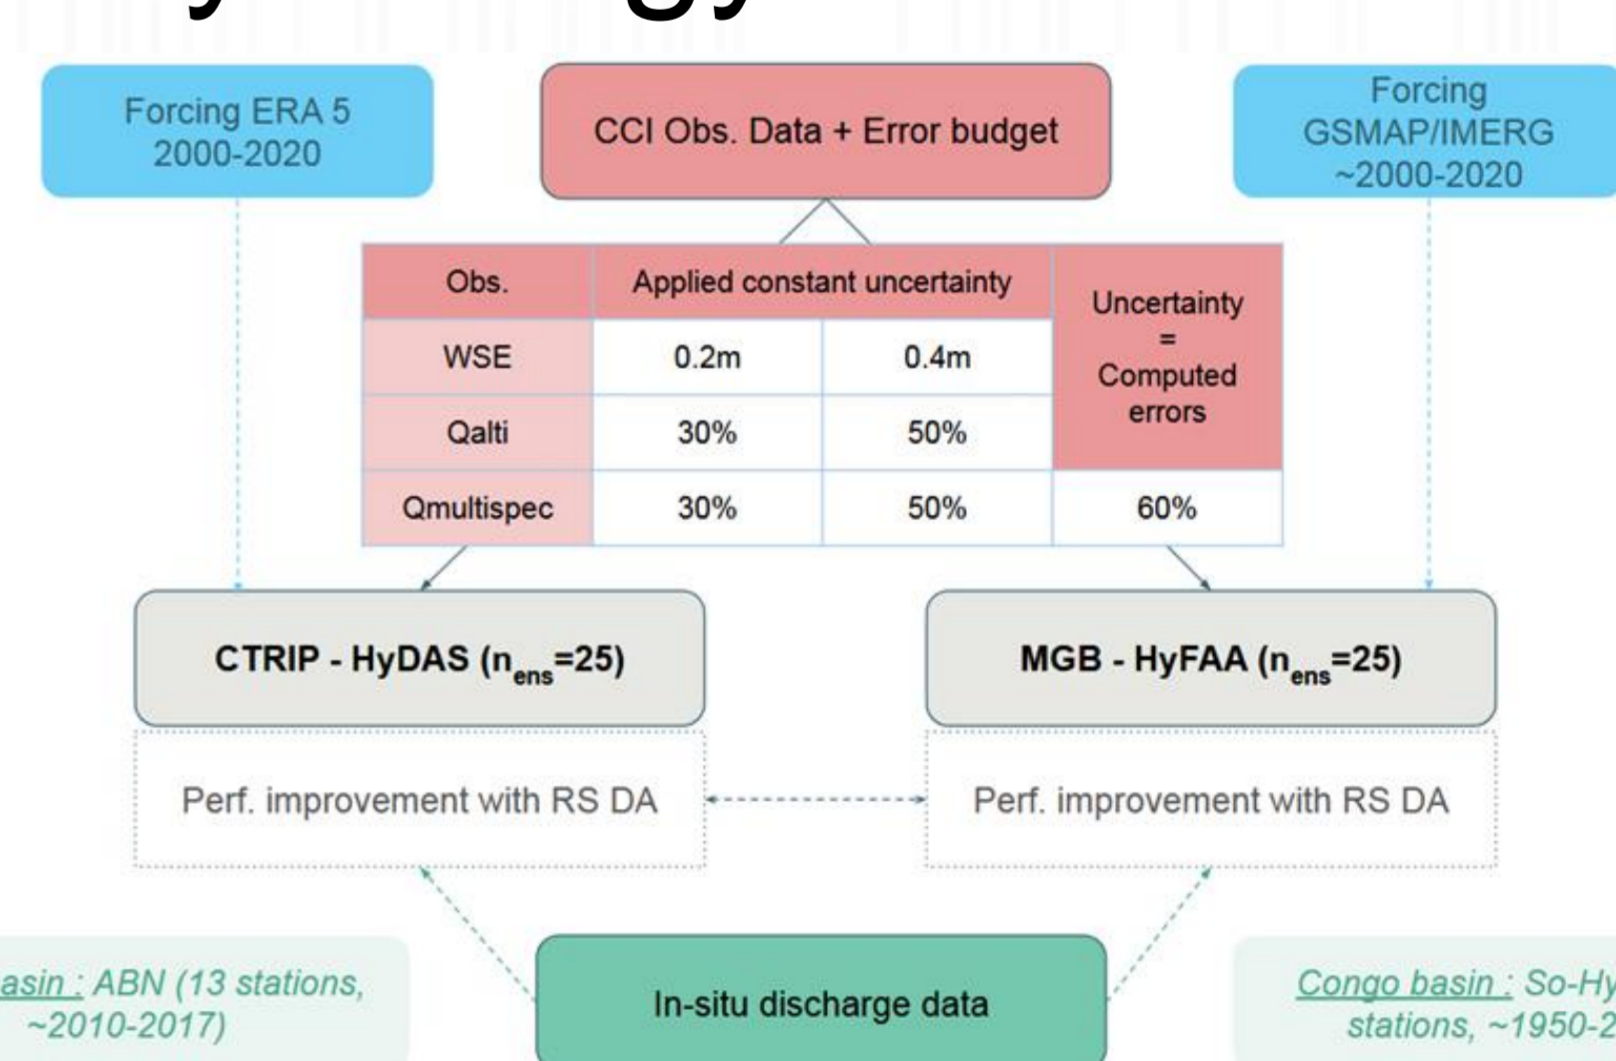 Forcing ERA 5
2000-2020
CCI Obs. Data + Error budget
Forcing
GSMAP/IMERG
~2000-2020
Obs.
Applied constant uncertainty
Uncertainty
=
Computed
errors
WSE
0.2m
0.4m
Qalti
30%
50%
Qmultispec
30%
50%
60%
CTRIP - HyDAS (nens=25)
MGB - HyFAA (nens=25)
Perf. improvement with RS DA
Perf. improvement with RS DA
asin : ABN (13 stations,
~2010-2017)
In-situ discharge data
Congo basin : So-Hy
stations, ~1950-2